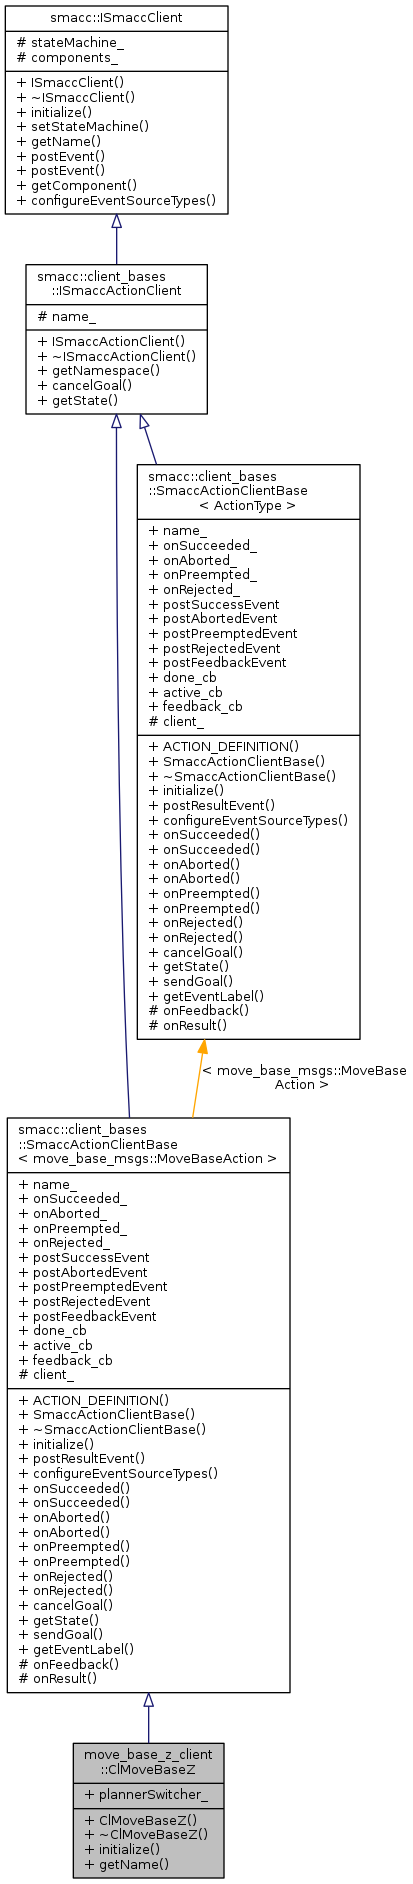 smacc::ISmaccClient
# stateMachine_
# components_
+ ISmaccClient()
+ ~ISmaccClient()
+ initialize()
+ setStateMachine()
+ getName()
+ postEvent()
+ postEvent()
+ getComponent()
+ configureEventSourceTypes()
smacc::client_bases
::ISmaccActionClient
# name_
+ ISmaccActionClient()
+ ~ISmaccActionClient()
+ getNamespace()
+ cancelGoal()
+ getState()
smacc::client_bases
::SmaccActionClientBase
< ActionType >
+ name_
+ onSucceeded_
+ onAborted_
+ onPreempted_
+ onRejected_
+ postSuccessEvent
+ postAbortedEvent
+ postPreemptedEvent
+ postRejectedEvent
+ postFeedbackEvent
+ done_cb
+ active_cb
+ feedback_cb
# client_
+ ACTION_DEFINITION()
+ SmaccActionClientBase()
+ ~SmaccActionClientBase()
+ initialize()
+ postResultEvent()
+ configureEventSourceTypes()
+ onSucceeded()
+ onSucceeded()
+ onAborted()
+ onAborted()
+ onPreempted()
+ onPreempted()
+ onRejected()
+ onRejected()
+ cancelGoal()
+ getState()
+ sendGoal()
+ getEventLabel()
# onFeedback()
# onResult()
< move_base_msgs::MoveBase
Action >
smacc::client_bases
::SmaccActionClientBase
< move_base_msgs::MoveBaseAction >
+ name_
+ onSucceeded_
+ onAborted_
+ onPreempted_
+ onRejected_
+ postSuccessEvent
+ postAbortedEvent
+ postPreemptedEvent
+ postRejectedEvent
+ postFeedbackEvent
+ done_cb
+ active_cb
+ feedback_cb
# client_
+ ACTION_DEFINITION()
+ SmaccActionClientBase()
+ ~SmaccActionClientBase()
+ initialize()
+ postResultEvent()
+ configureEventSourceTypes()
+ onSucceeded()
+ onSucceeded()
+ onAborted()
+ onAborted()
+ onPreempted()
+ onPreempted()
+ onRejected()
+ onRejected()
+ cancelGoal()
+ getState()
+ sendGoal()
+ getEventLabel()
# onFeedback()
# onResult()
move_base_z_client
::ClMoveBaseZ
+ plannerSwitcher_
+ ClMoveBaseZ()
+ ~ClMoveBaseZ()
+ initialize()
+ getName()